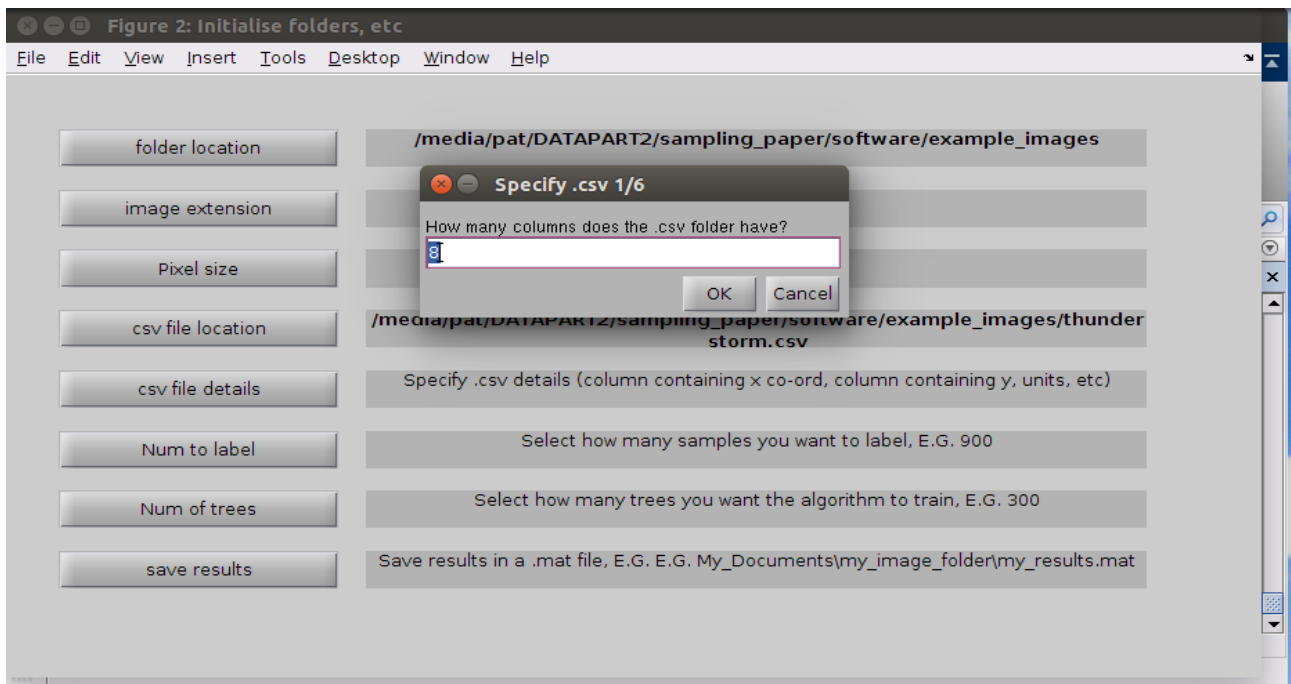 Figure 2: Initialise folders, etc
File Edit View Insert Tools Desktop Window Help
folder location
/media/pat/DATAPART2/sampling_paper/software/example_images
Specify .csv 1/6
How many columns does the .csv folder have?
8
OK Cancel
image extension
Pixel size
csv file location
/media/pat/DATAPART2/sampling_paper/software/example_images/thunder
storm.csv
csv file details
Specify .csv details (column containing x co-ord, column containing y, units, etc)
Num to label
Select how many samples you want to label, E.G. 900
Num of trees
Select how many trees you want the algorithm to train, E.G. 300
save results
Save results in a .mat file, E.G. E.G. My_Documents\my_image_folder\my_results.mat